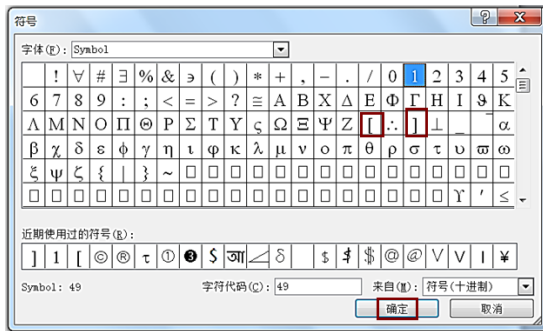 符号
字体(F): Symbol
! ∀ # ∃ % & ϶ ( ) * + , − . / 0 1 2 3 4 5
6 7 8 9 : ; < = > ? ≅ Α Β Χ Δ Ε Φ Γ Η Ι ϑ Κ
Λ Μ Ν Ο Π Θ Ρ Σ Τ Υ ς Ω Ξ Ψ Ζ [ ∴ ] ⊥ _ ‾ α
β χ δ ε ϕ γ η ι φ κ λ μ ν ο π θ ρ σ τ υ ϖ ω
ξ ψ ζ { | } ~ □ □ □ □ □ □ □ □ □ □ □ □ □ □ □
□ □ □ □ □ □ □ □ □ □ □ □ □ □ □ □ □ □ □ ϒ ′ ≤
近期使用过的符号(R):
] 1 [ © ® τ ① ❸ $ আ δ $ $ $ @ @ V V I ¥
Symbol: 49
字符代码(C): 49
来自(M): 符号(十进制)
确定
取消